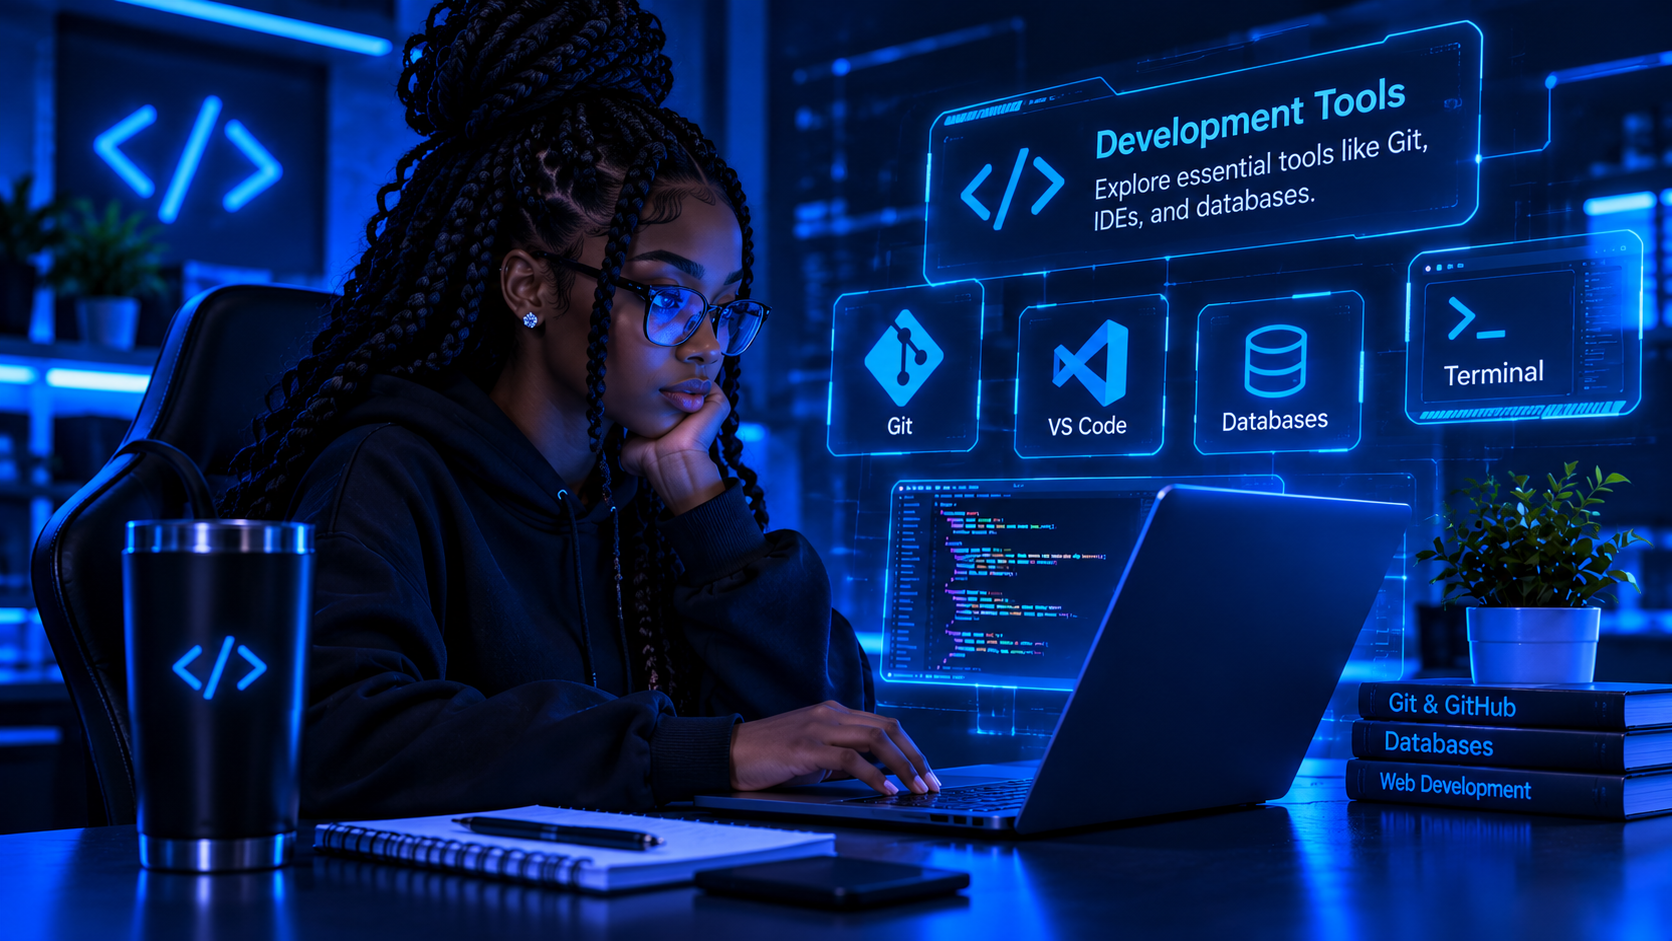 </>
Development Tools
Explore essential tools like Git,
IDEs, and databases.
</>
Git
VS Code
Databases
>_
Terminal
</>
Git & GitHub
Databases
Web Development